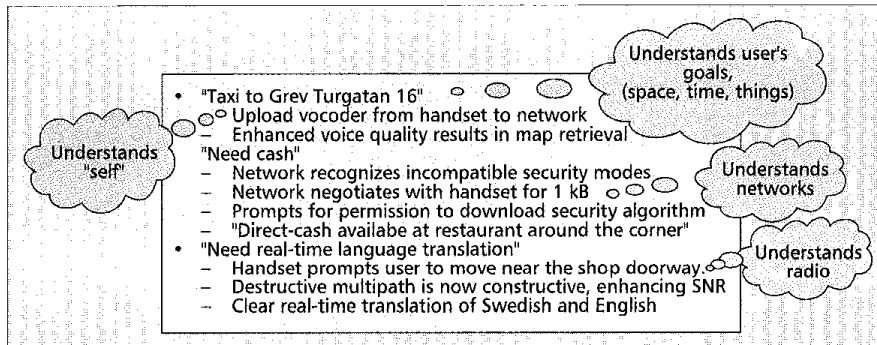 Understands user's
goals,
(space, time, things)
• "Taxi to Grev Turgatan 16"
– Upload vocoder from handset to network
– Enhanced voice quality results in map retrieval
Understands
"self"
"Need cash"
– Network recognizes incompatible security modes
– Network negotiates with handset for 1 kB
– Prompts for permission to download security algorithm
– "Direct-cash availabe at restaurant around the corner"
Understands
networks
• "Need real-time language translation"
– Handset prompts user to move near the shop doorway.
– Destructive multipath is now constructive, enhancing SNR
– Clear real-time translation of Swedish and English
Understands
radio